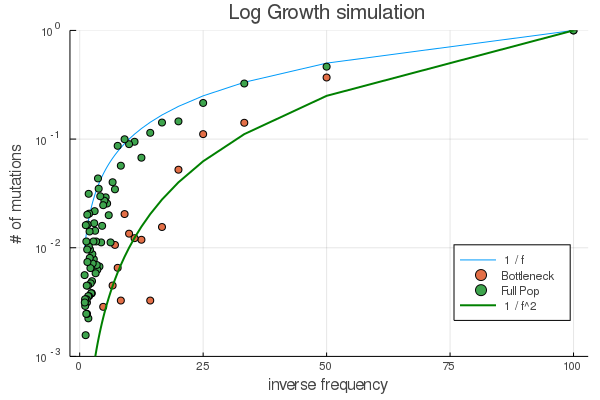 Log Growth simulation
# of mutations
10^0
10^-1
10^-2
10^-3
0
25
50
75
100
inverse frequency
1 / f
Bottleneck
Full Pop
1 / f^2